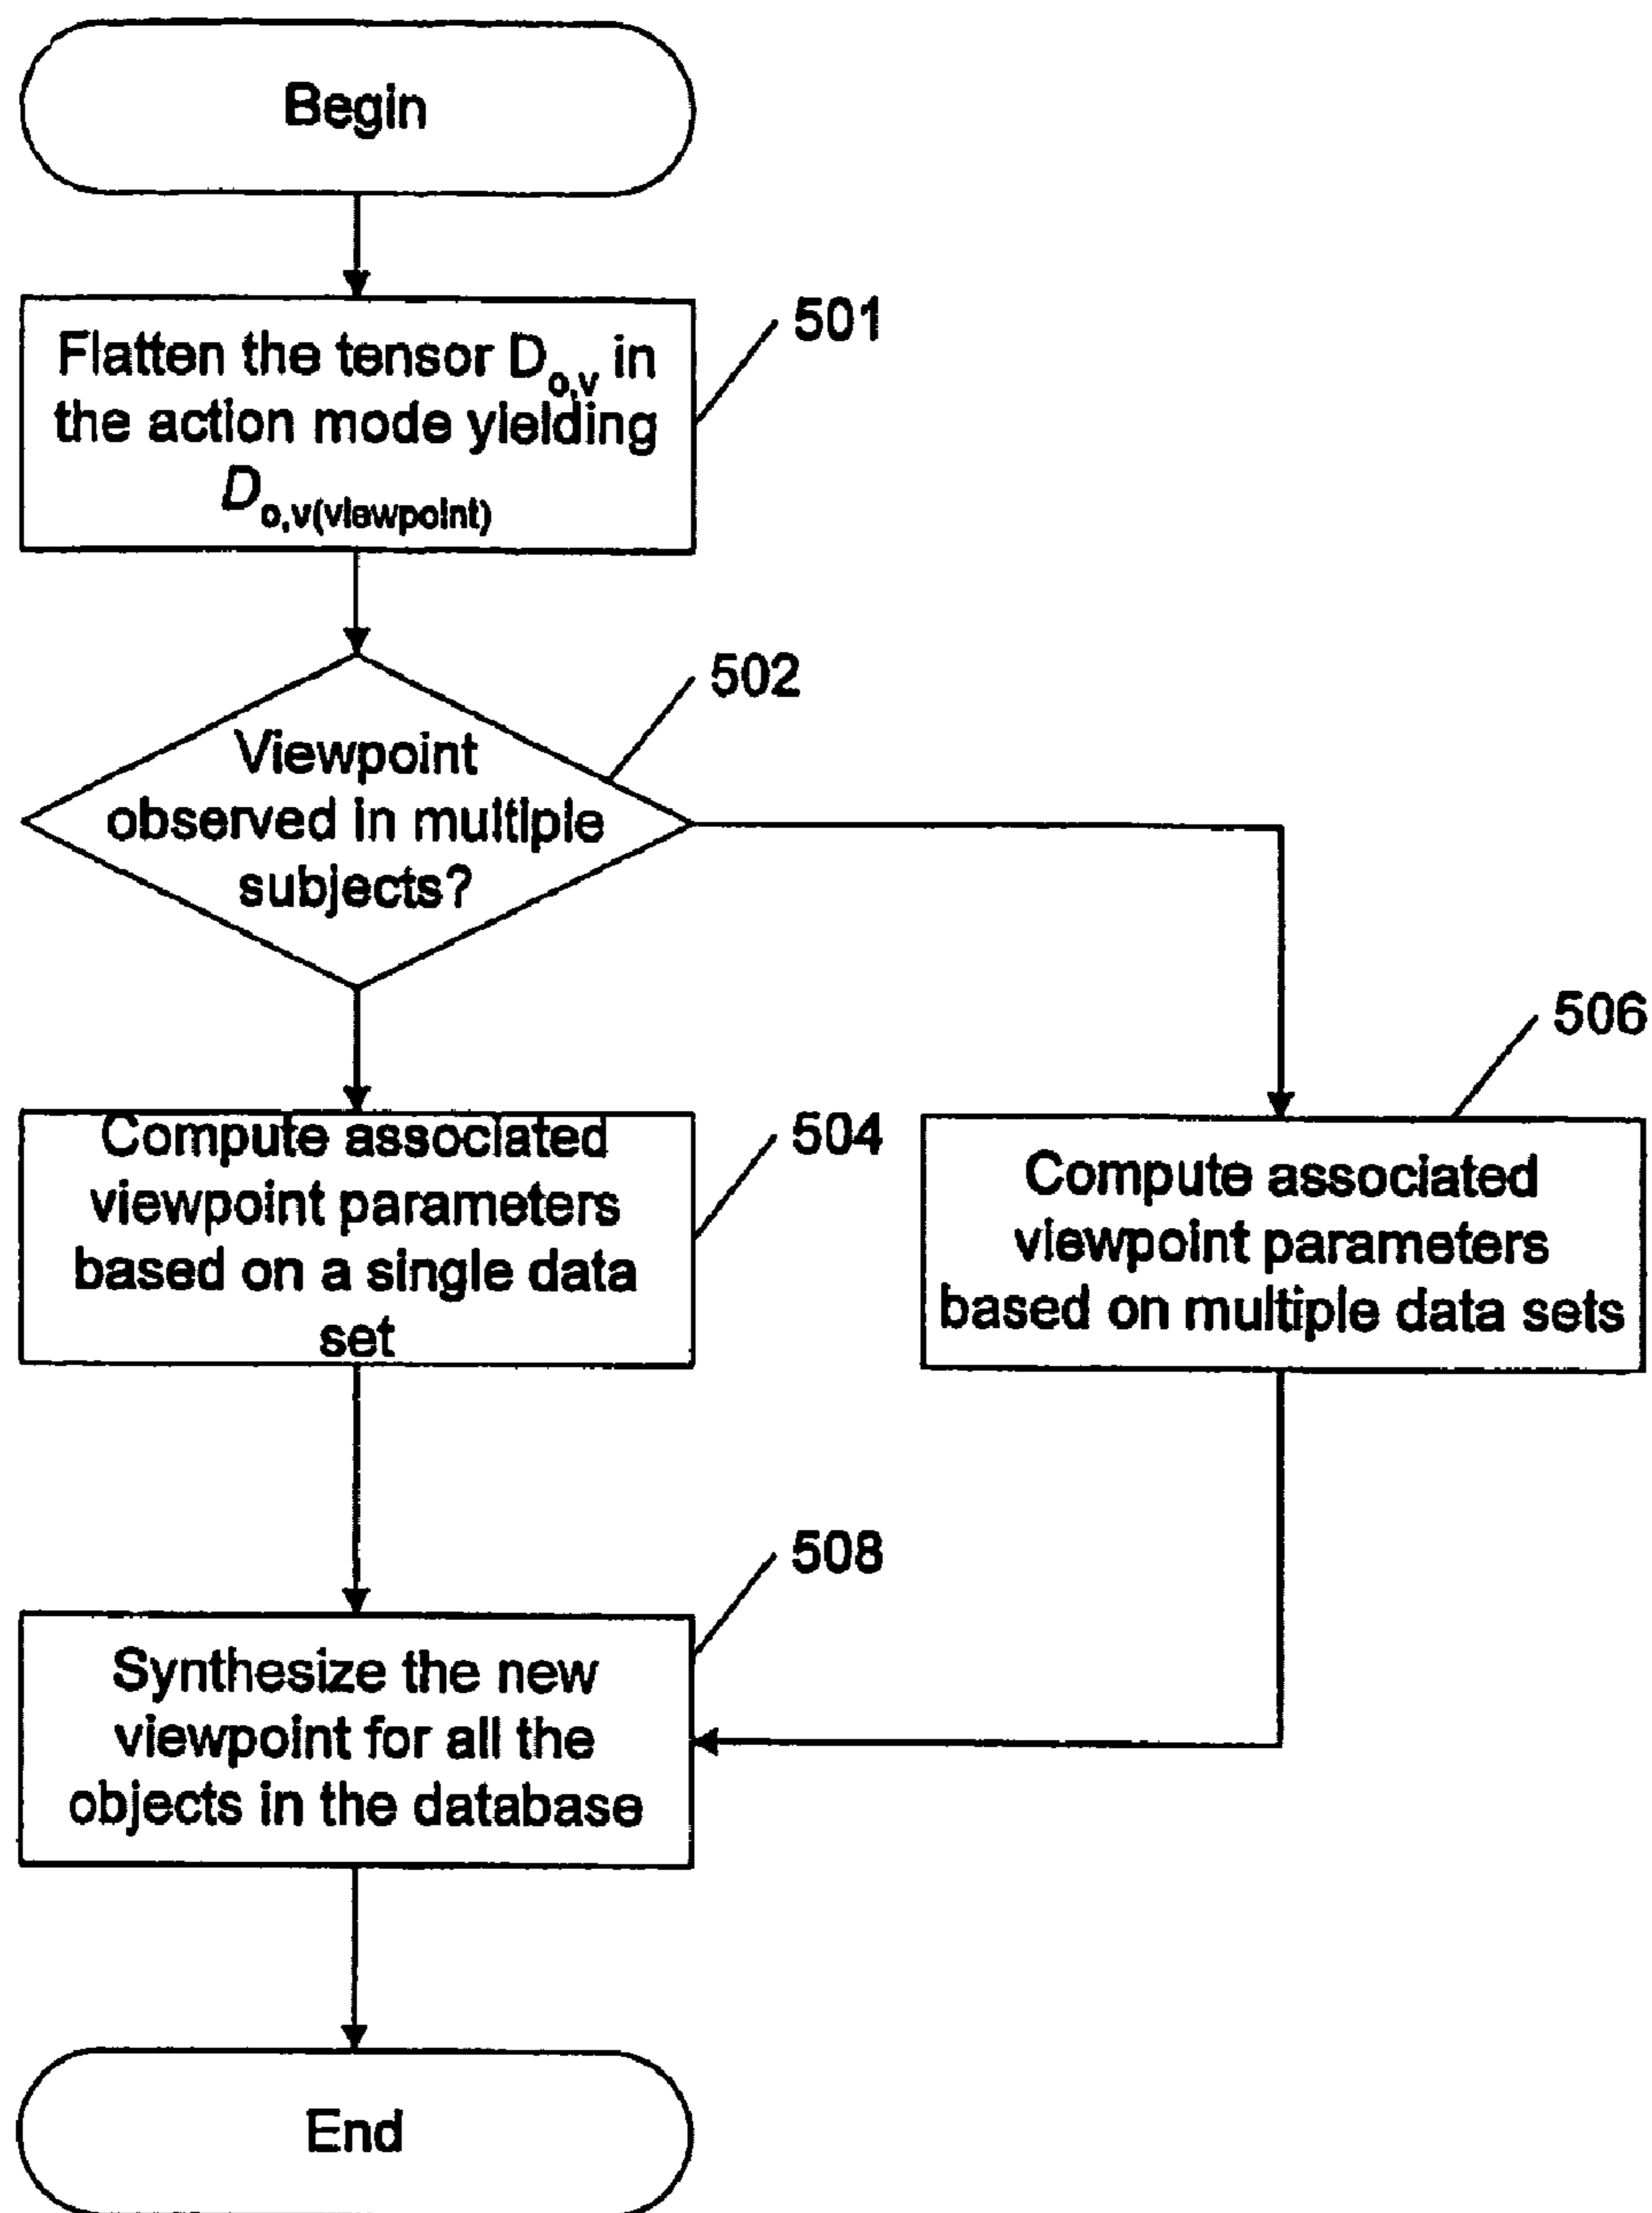 Begin
Flatten the tensor D o,v in
the action mode yielding
D o,v(viewpoint)
501
Viewpoint
observed in multiple
subjects?
502
Compute associated
viewpoint parameters
based on a single data
set
504
Compute associated
viewpoint parameters
based on multiple data sets
506
Synthesize the new
viewpoint for all the
objects in the database
508
End